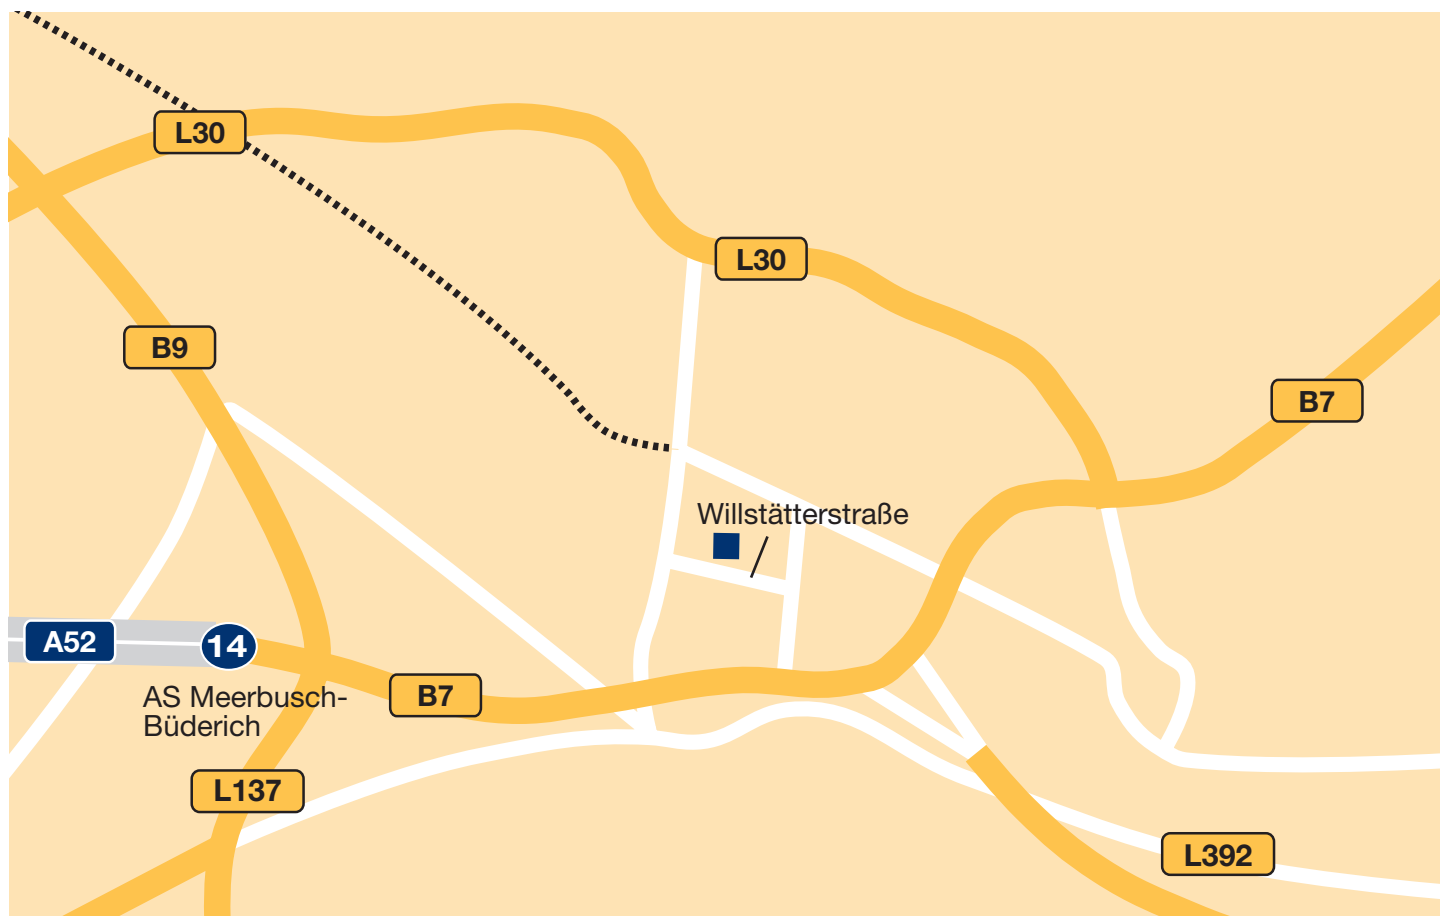 L30
L30
B9
B7
Willstätterstraße
A52
14
AS Meerbusch-
Büderich
B7
L137
L392